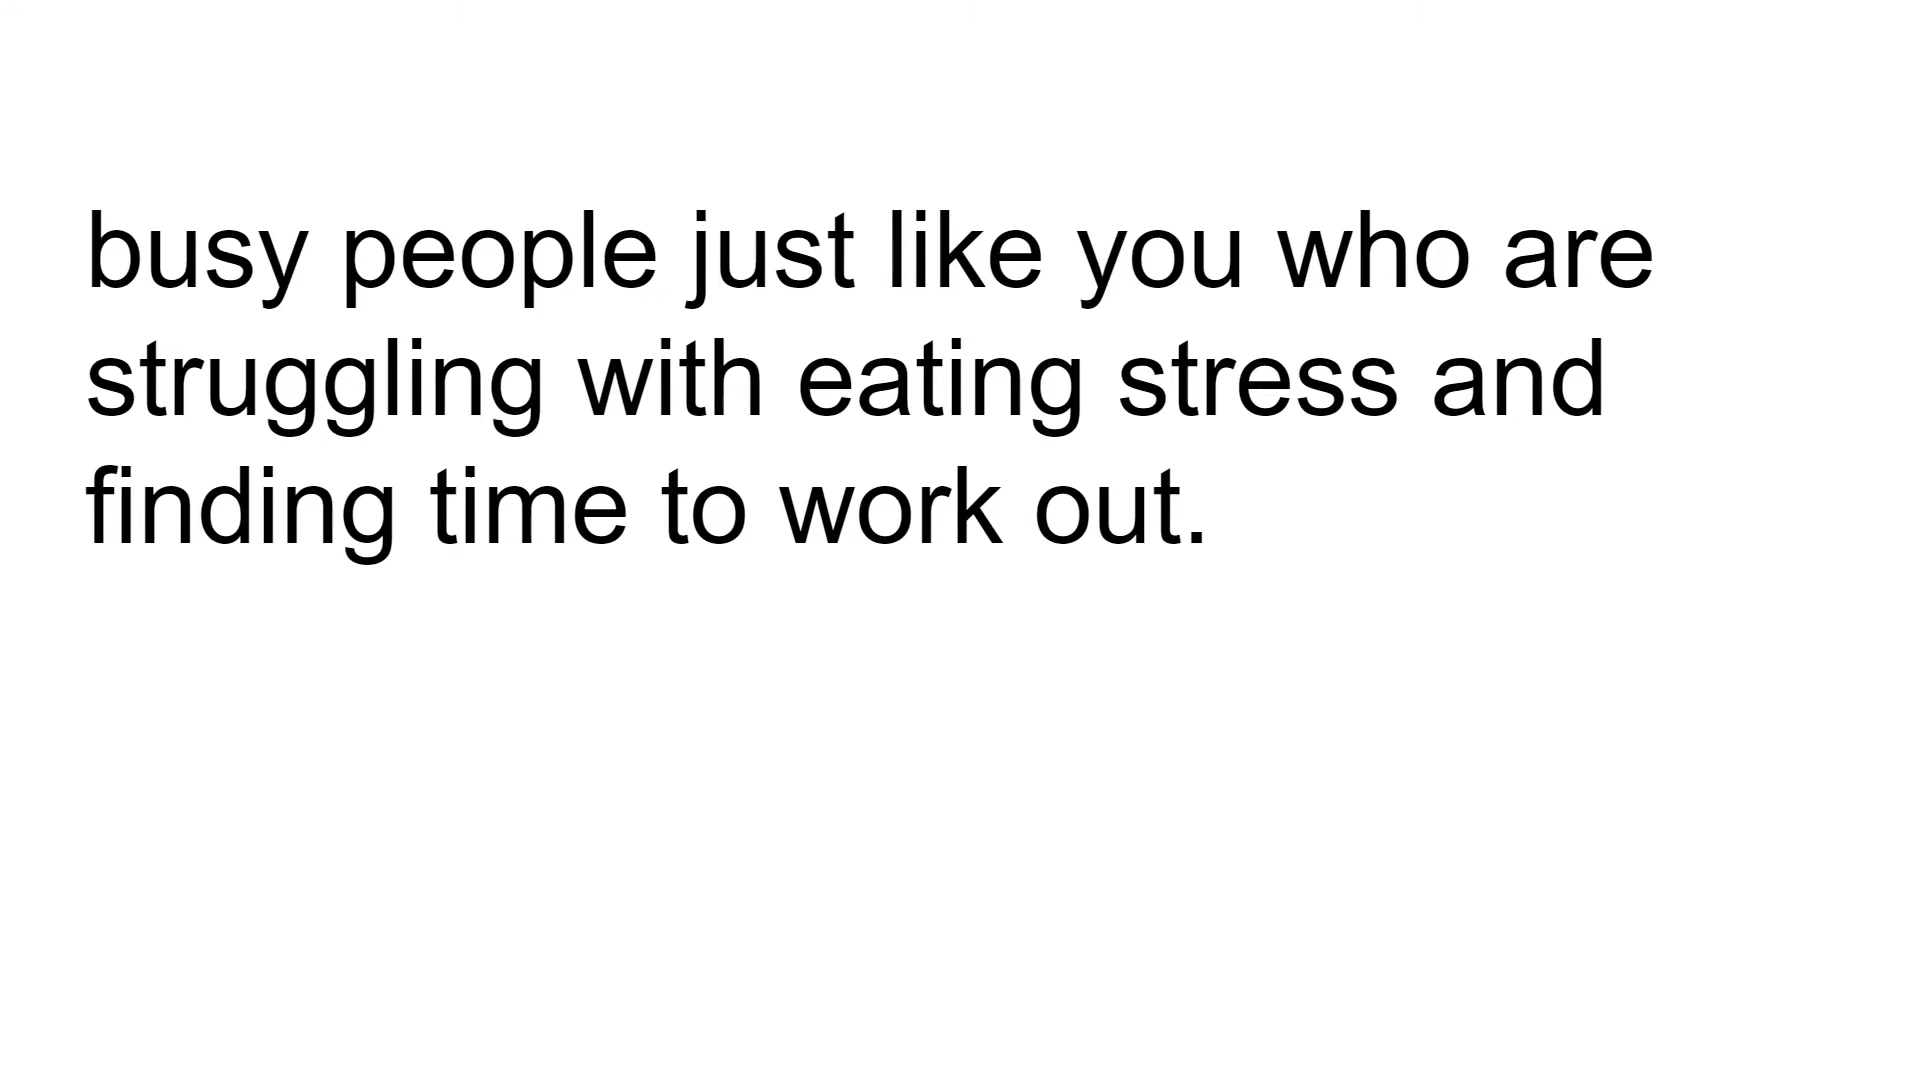 busy people just like you who are
struggling with eating stress and
finding time to work out.